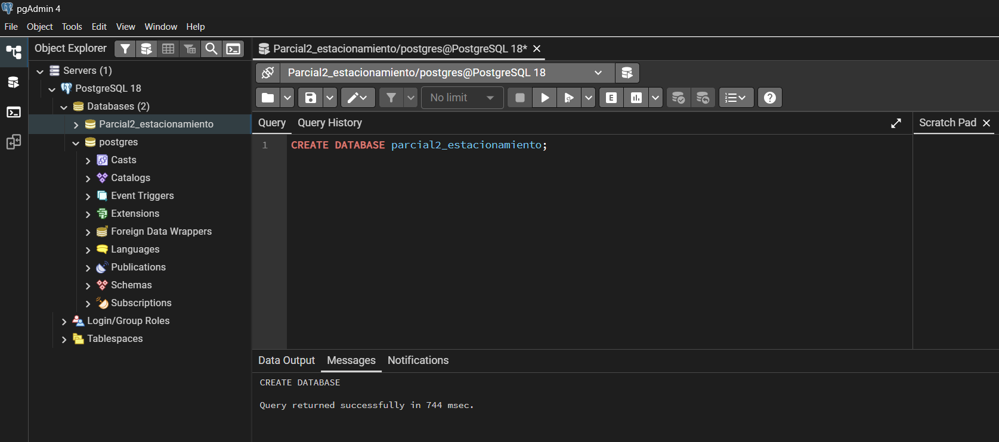 pgAdmin 4
File Object Tools Edit View Window Help
Object Explorer
Parcial2_estacionamiento/postgres@PostgreSQL 18*
Servers (1)
PostgreSQL 18
Databases (2)
Parcial2_estacionamiento
postgres
Casts
Catalogs
Event Triggers
Extensions
Foreign Data Wrappers
Languages
Publications
Schemas
Subscriptions
Login/Group Roles
Tablespaces
Parcial2_estacionamiento/postgres@PostgreSQL 18
No limit
E
Query Query History
Scratch Pad
1 CREATE DATABASE parcial2_estacionamiento;
Data Output Messages Notifications
CREATE DATABASE
Query returned successfully in 744 msec.